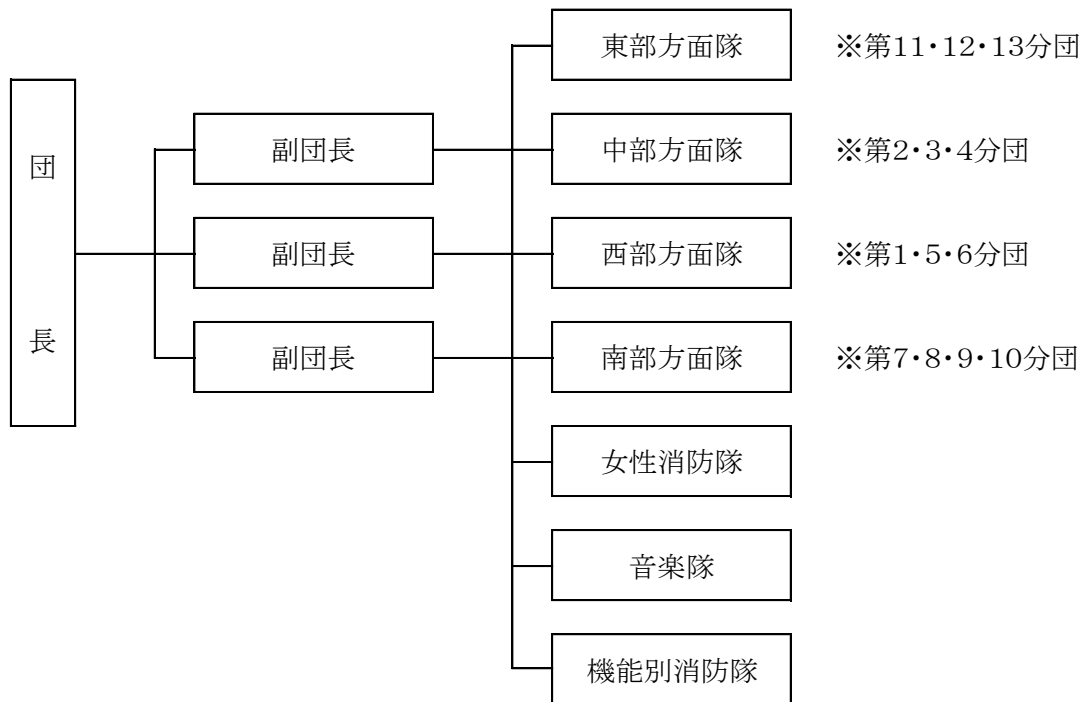 団長
副団長
副団長
副団長
東部方面隊 ※第11・12・13分団
中部方面隊 ※第2・3・4分団
西部方面隊 ※第1・5・6分団
南部方面隊 ※第7・8・9・10分団
女性消防隊
音楽隊
機能別消防隊